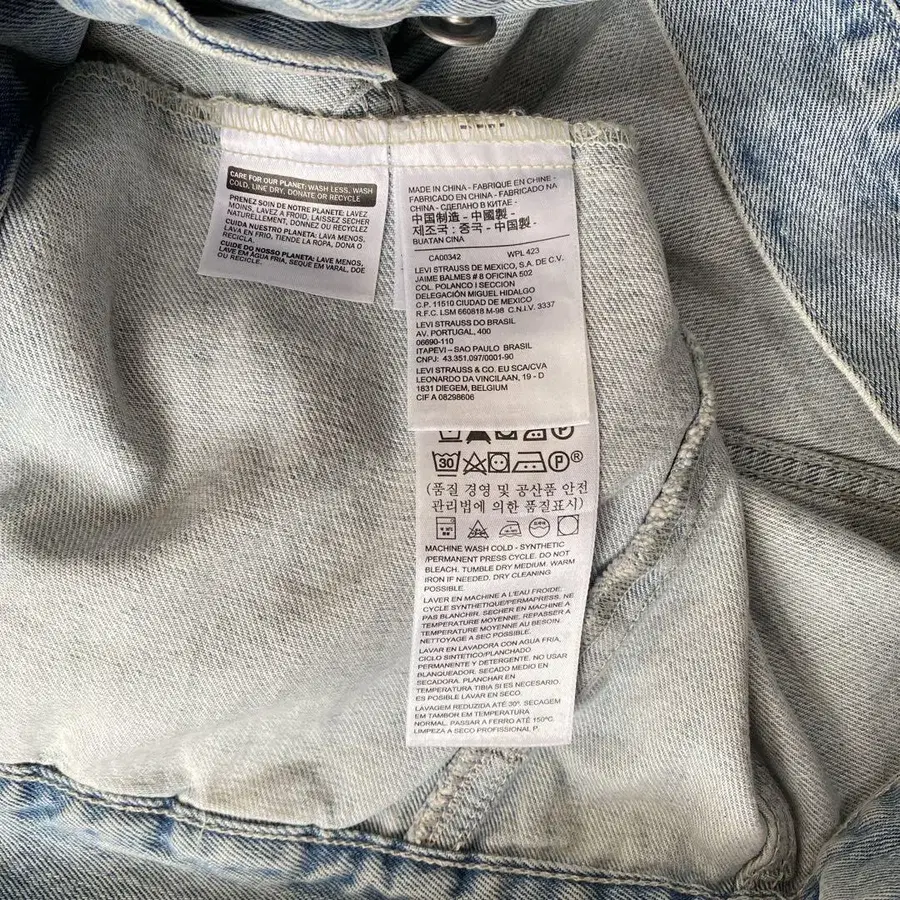 CARE FOR OUR PLANET: WASH LESS, WASH
COLD, LINE DRY, DONATE OR RECYCLE
PRENEZ SOIN DE NOTRE PLANETE: LAVEZ
MOINS, LAVEZ A FROID, LAISSEZ SECHER
NATURELLEMENT, DONNEZ OU RECYCLEZ
CUIDA NUESTRO PLANETA: LAVA MENOS,
LAVA EN FRIO, TIENDE LA ROPA, DONA O
RECICLA.
CUIDE DO NOSSO PLANETA: LAVE MENOS,
LAVE EM AGUA FRIA, SEQUE EM VARAL, DOE
OU RECICLE.
MADE IN CHINA - FABRIQUE EN CHINE -
FABRICADO EN CHINA - FABRICADO NA
CHINA - СДЕЛАНО В КИТАЕ -
中国制造 - 中國製 -
제조국 : 중국 - 中国製 -
BUATAN CINA
CA00342 WPL 423
LEVI STRAUSS DE MEXICO, S.A. DE C.V.
JAIME BALMES # 8 OFICINA 502
COL. POLANCO I SECCION
DELEGACIÓN MIGUEL HIDALGO
C.P. 11510 CIUDAD DE MEXICO
R.F.C. LSM 660818 M-98 C.N.I.V. 3337
LEVI STRAUSS DO BRASIL
AV. PORTUGAL, 400
06690-110
ITAPEVI – SAO PAULO BRASIL
CNPJ: 43.351.097/0001-90
LEVI STRAUSS & CO. EU SCA/CVA
LEONARDO DA VINCILAAN, 19 - D
1831 DIEGEM, BELGIUM
CIF A 08298606
P
30 P ®
(품질 경영 및 공산품 안전
관리법에 의한 품질표시)
MACHINE WASH COLD - SYNTHETIC
/PERMANENT PRESS CYCLE. DO NOT
BLEACH. TUMBLE DRY MEDIUM. WARM
IRON IF NEEDED. DRY CLEANING
POSSIBLE.
LAVER EN MACHINE A L'EAU FROIDE;
CYCLE SYNTHETIQUE/PERMAPRESS. NE
PAS BLANCHIR. SECHER EN MACHINE A
TEMPERATURE MOYENNE. REPASSER A
TEMPERATURE MOYENNE AU BESOIN.
NETTOYAGE A SEC POSSIBLE.
LAVAR EN LAVADORA CON AGUA FRIA,
CICLO SINTETICO/PLANCHADO
PERMANENTE Y DETERGENTE. NO USAR
BLANQUEADOR. SECADO MEDIO EN
SECADORA. PLANCHAR EN
TEMPERATURA TIBIA SI ES NECESARIO.
ES POSIBLE LAVAR EN SECO.
LAVAGEM REDUZIDA ATÉ 30º. SECAGEM
EM TAMBOR EM TEMPERATURA
NORMAL. PASSAR A FERRO ATÉ 150ºC.
LIMPEZA A SECO PROFISSIONAL P.